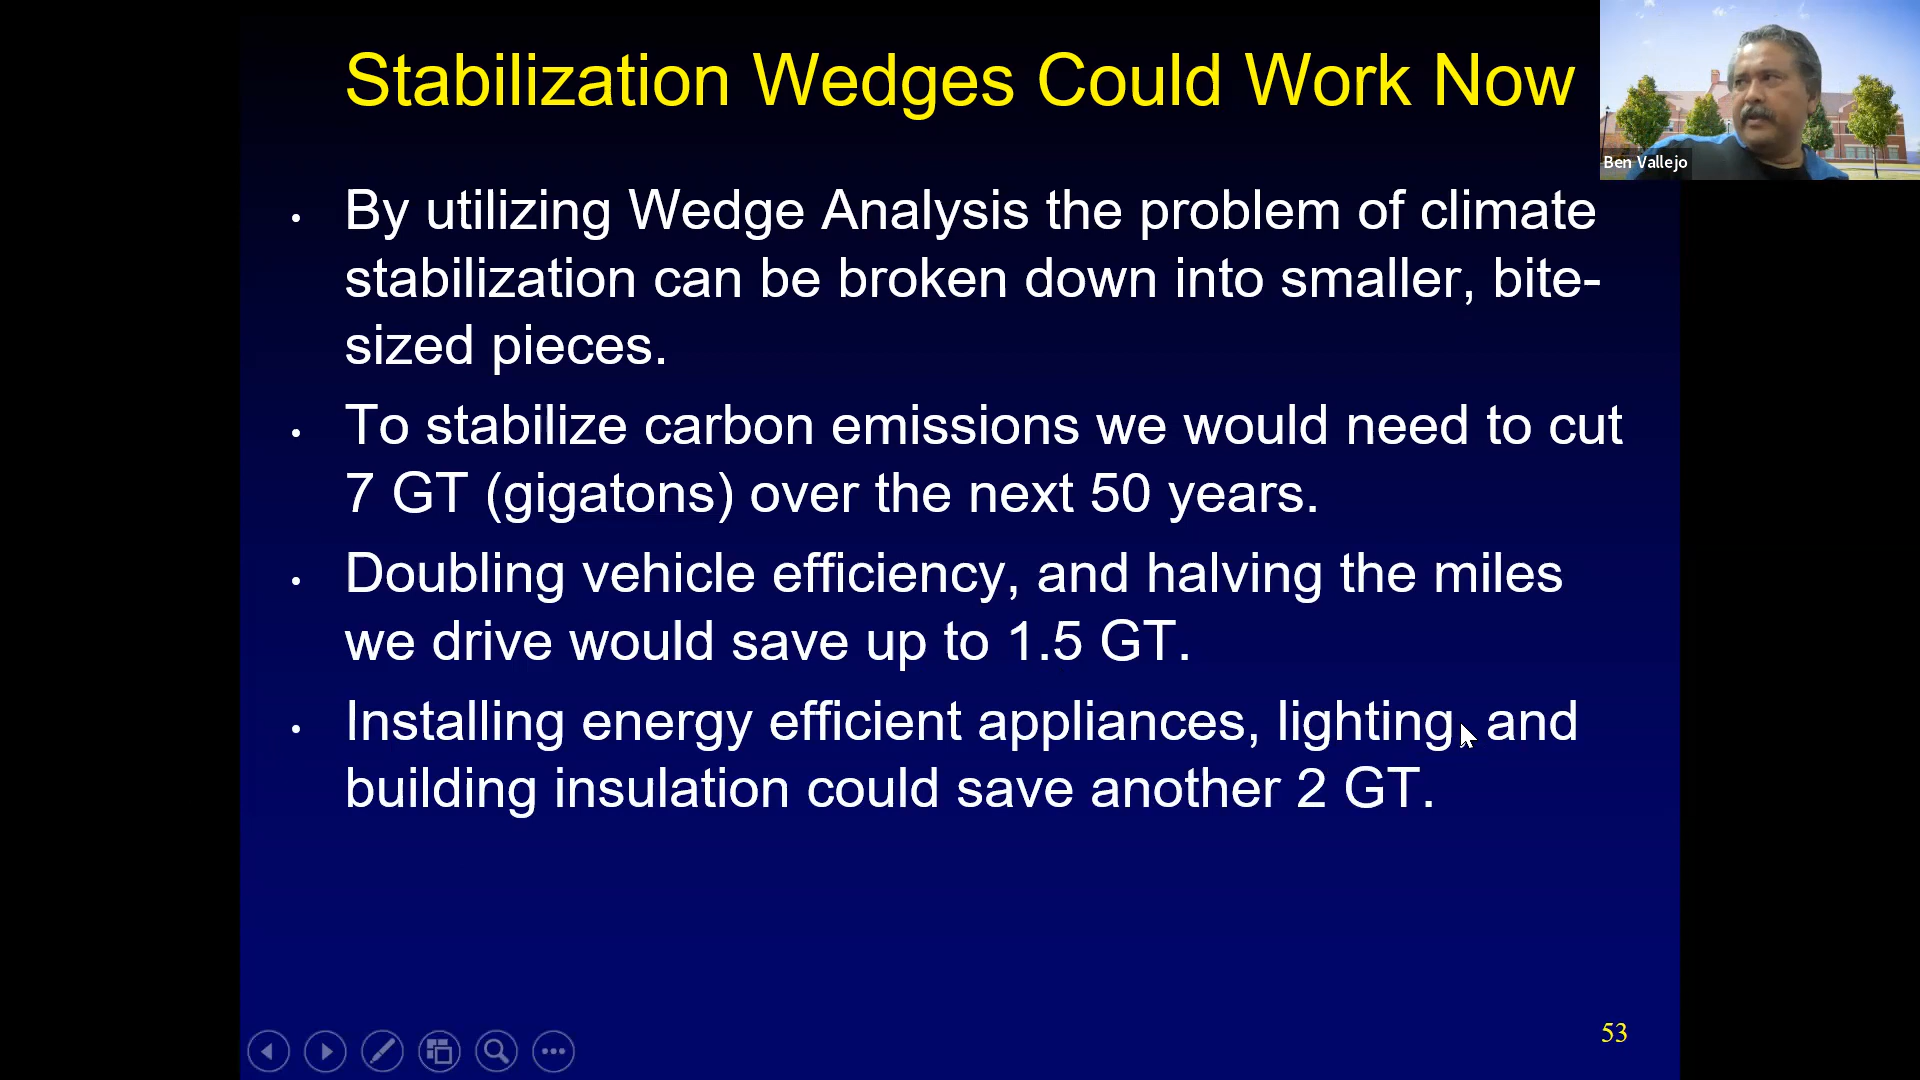 Stabilization Wedges Could Work Now
Ben Vallejo
• By utilizing Wedge Analysis the problem of climate
stabilization can be broken down into smaller, bite-
sized pieces.
• To stabilize carbon emissions we would need to cut
7 GT (gigatons) over the next 50 years.
• Doubling vehicle efficiency, and halving the miles
we drive would save up to 1.5 GT.
• Installing energy efficient appliances, lighting, and
building insulation could save another 2 GT.
53